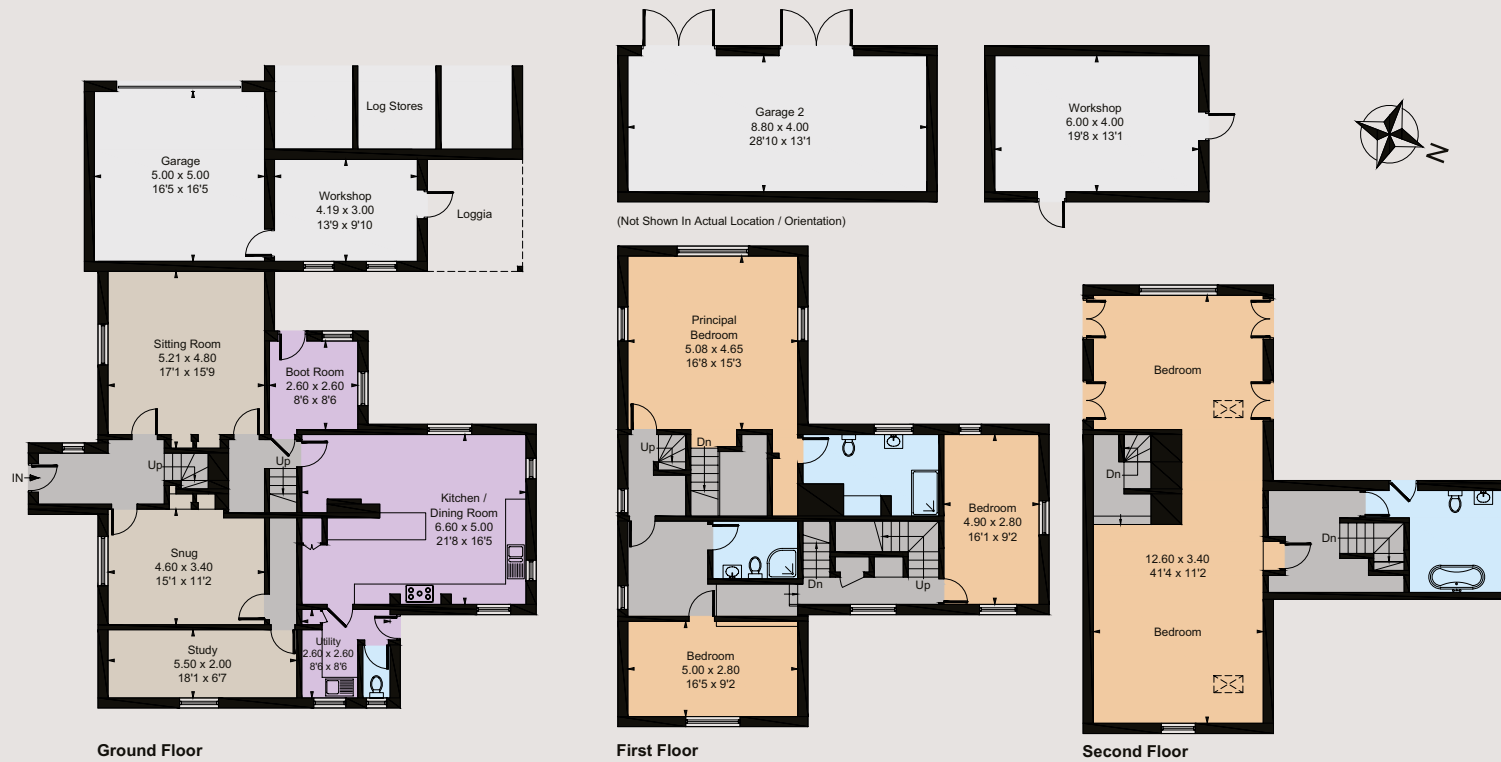 Garage
5.00 x 5.00
16'5 x 16'5
Log Stores
Workshop
4.19 x 3.00
13'9 x 9'10
Loggia
Sitting Room
5.21 x 4.80
17'1 x 15'9
Boot Room
2.60 x 2.60
8'6 x 8'6
IN
Up
Up
Kitchen /
Dining Room
6.60 x 5.00
21'8 x 16'5
Snug
4.60 x 3.40
15'1 x 11'2
Study
5.50 x 2.00
18'1 x 6'7
Utility
2.60 x 2.60
8'6 x 8'6
Ground Floor
Garage 2
8.80 x 4.00
28'10 x 13'1
Workshop
6.00 x 4.00
19'8 x 13'1
N
(Not Shown In Actual Location / Orientation)
Principal
Bedroom
5.08 x 4.65
16'8 x 15'3
Up
Dn
Bedroom
4.90 x 2.80
16'1 x 9'2
Dn
Up
Bedroom
5.00 x 2.80
16'5 x 9'2
First Floor
Bedroom
Dn
Dn
12.60 x 3.40
41'4 x 11'2
Bedroom
Second Floor